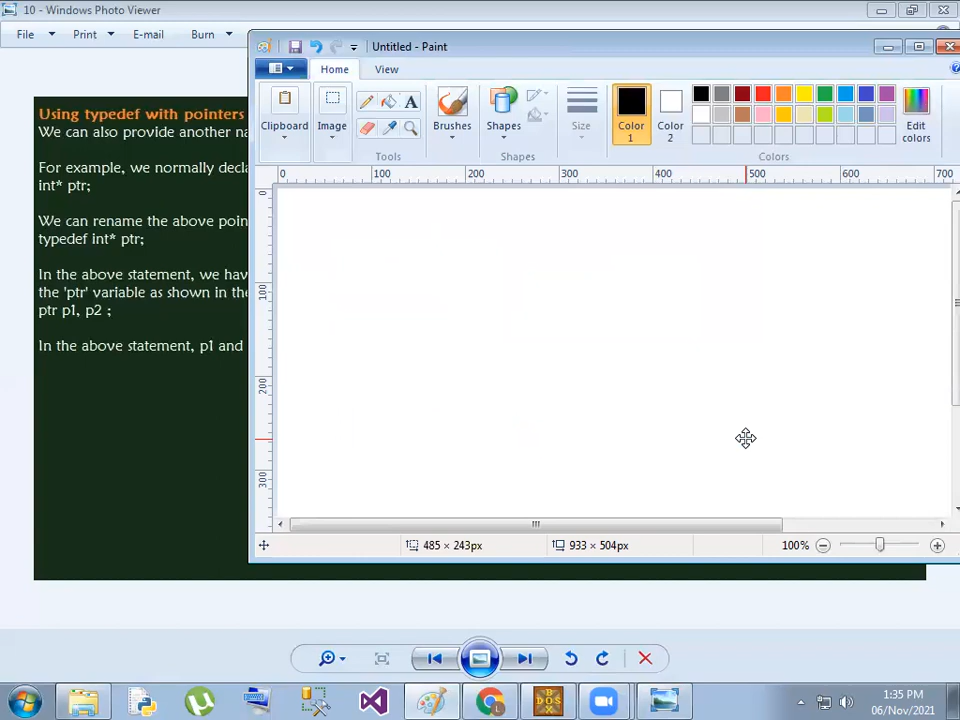 10 - Windows Photo Viewer
File Print E-mail Burn
Untitled - Paint
Home View
Clipboard Image Tools Brushes Shapes Shapes Size Color 1 Color 2 Edit colors Colors
0 100 200 300 400 500 600 700
0
100
200
300
Using typedef with pointers
We can also provide another na
For example, we normally decla
int* ptr;
We can rename the above poin
typedef int* ptr;
In the above statement, we hav
the 'ptr' variable as shown in the
ptr p1, p2 ;
In the above statement, p1 and
485 × 243px 933 × 504px 100%
DOS
1:35 PM
06/Nov/2021